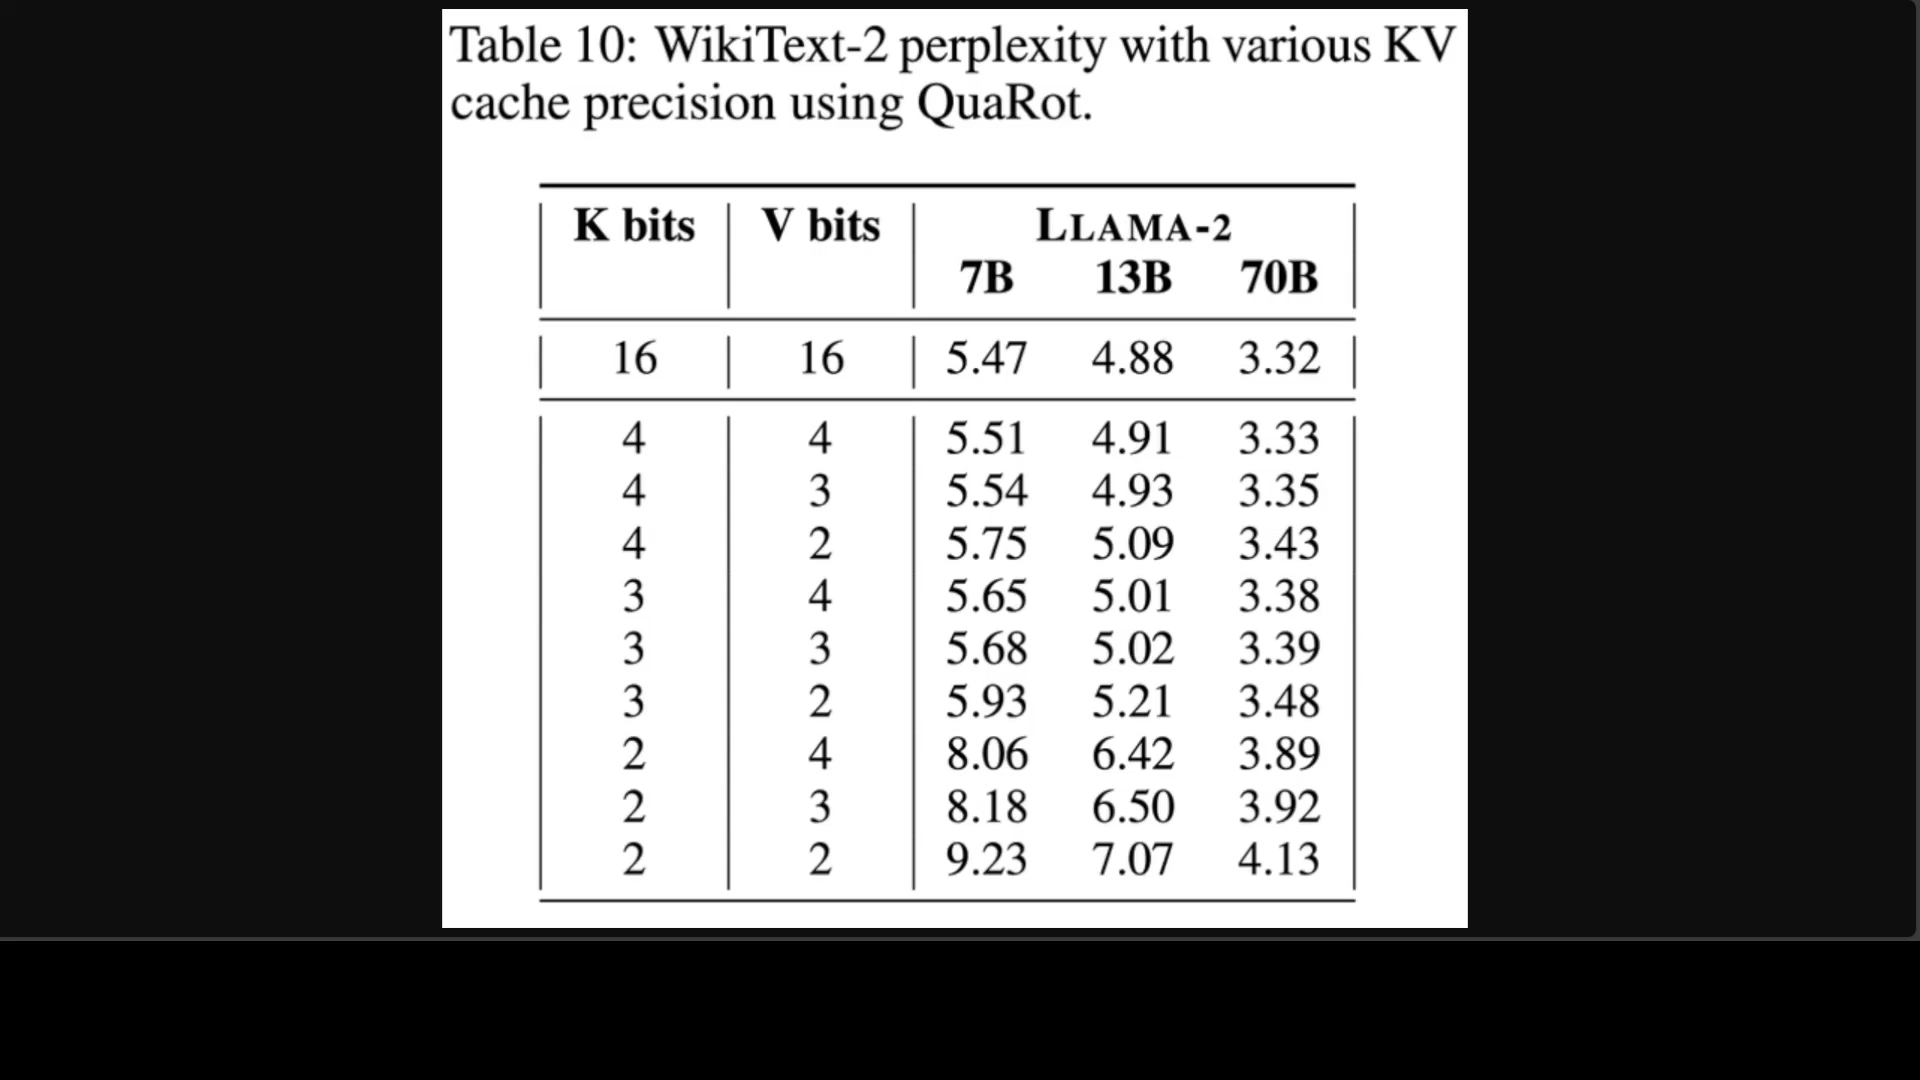 Table 10: WikiText-2 perplexity with various KV
cache precision using QuaRot.
K bits V bits LLAMA-2
7B 13B 70B
16 16 5.47 4.88 3.32
4 4 5.51 4.91 3.33
4 3 5.54 4.93 3.35
4 2 5.75 5.09 3.43
3 4 5.65 5.01 3.38
3 3 5.68 5.02 3.39
3 2 5.93 5.21 3.48
2 4 8.06 6.42 3.89
2 3 8.18 6.50 3.92
2 2 9.23 7.07 4.13